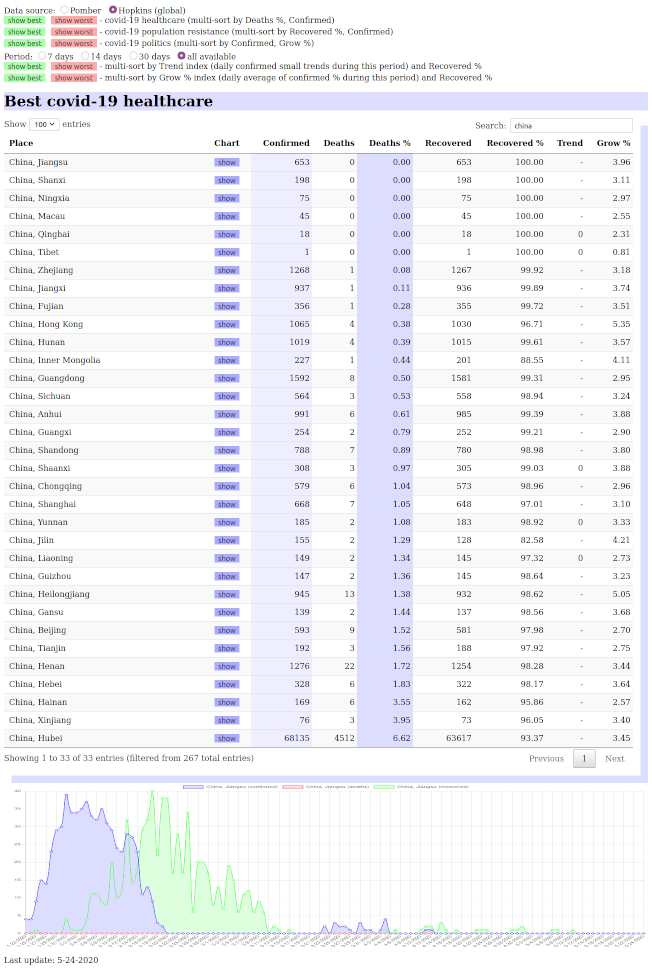 Data source: Pomber Hopkins (global)
show best show worst - covid-19 healthcare (multi-sort by Deaths %, Confirmed)
show best show worst - covid-19 population resistance (multi-sort by Recovered %, Confirmed)
show best show worst - covid-19 politics (multi-sort by Confirmed, Grow %)
Period: 7 days 14 days 30 days all available
show best show worst - multi-sort by Trend index (daily confirmed small trends during this period) and Recovered %
show best show worst - multi-sort by Grow % index (daily average of confirmed % during this period) and Recovered %
Best covid-19 healthcare
Show 100 entries Search: china
Place Chart Confirmed Deaths Deaths % Recovered Recovered % Trend Grow %
China, Jiangsu show 653 0 0.00 653 100.00 - 3.96
China, Shanxi show 198 0 0.00 198 100.00 - 3.11
China, Ningxia show 75 0 0.00 75 100.00 - 2.97
China, Macau show 45 0 0.00 45 100.00 - 2.55
China, Qinghai show 18 0 0.00 18 100.00 0 2.31
China, Tibet show 1 0 0.00 1 100.00 0 0.81
China, Zhejiang show 1268 1 0.08 1267 99.92 - 3.18
China, Jiangxi show 937 1 0.11 936 99.89 - 3.74
China, Fujian show 356 1 0.28 355 99.72 - 3.51
China, Hong Kong show 1065 4 0.38 1030 96.71 - 5.35
China, Hunan show 1019 4 0.39 1015 99.61 - 3.57
China, Inner Mongolia show 227 1 0.44 201 88.55 - 4.11
China, Guangdong show 1592 8 0.50 1581 99.31 - 2.95
China, Sichuan show 564 3 0.53 558 98.94 - 3.24
China, Anhui show 991 6 0.61 985 99.39 - 3.88
China, Guangxi show 254 2 0.79 252 99.21 - 2.90
China, Shandong show 788 7 0.89 780 98.98 - 3.80
China, Shaanxi show 308 3 0.97 305 99.03 0 3.88
China, Chongqing show 579 6 1.04 573 98.96 - 2.96
China, Shanghai show 668 7 1.05 648 97.01 - 3.10
China, Yunnan show 185 2 1.08 183 98.92 0 3.33
China, Jilin show 155 2 1.29 128 82.58 - 4.21
China, Liaoning show 149 2 1.34 145 97.32 0 2.73
China, Guizhou show 147 2 1.36 145 98.64 - 3.23
China, Heilongjiang show 945 13 1.38 932 98.62 - 5.05
China, Gansu show 139 2 1.44 137 98.56 - 3.68
China, Beijing show 593 9 1.52 581 97.98 - 2.70
China, Tianjin show 192 3 1.56 188 97.92 - 2.75
China, Henan show 1276 22 1.72 1254 98.28 - 3.44
China, Hebei show 328 6 1.83 322 98.17 - 3.64
China, Hainan show 169 6 3.55 162 95.86 - 2.57
China, Xinjiang show 76 3 3.95 73 96.05 - 3.40
China, Hubei show 68135 4512 6.62 63617 93.37 - 3.45
Showing 1 to 33 of 33 entries (filtered from 267 total entries) Previous 1 Next
China, Jiangsu (confirmed) China, Jiangsu (deaths) China, Jiangsu (recovered)
Last update: 5-24-2020